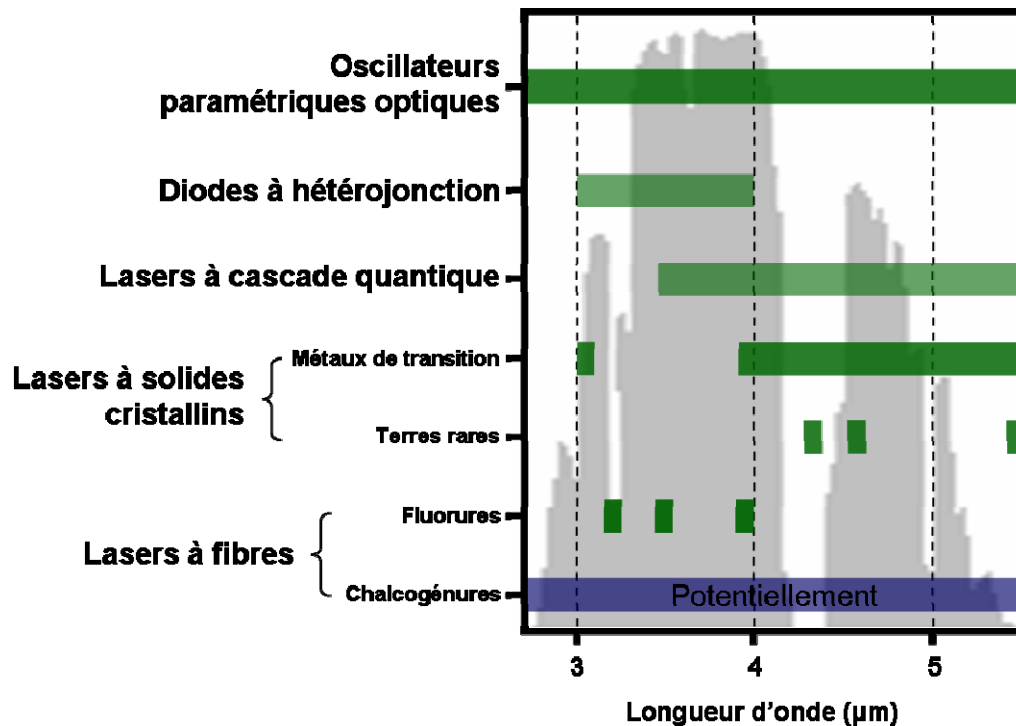 Oscillateurs
paramétriques optiques
Diodes à hétérojonction
Lasers à cascade quantique
Métaux de transition
Lasers à solides
cristallins
Terres rares
Fluorures
Lasers à fibres
Chalcogénures
Potentiellement
3 4 5
Longueur d'onde (µm)